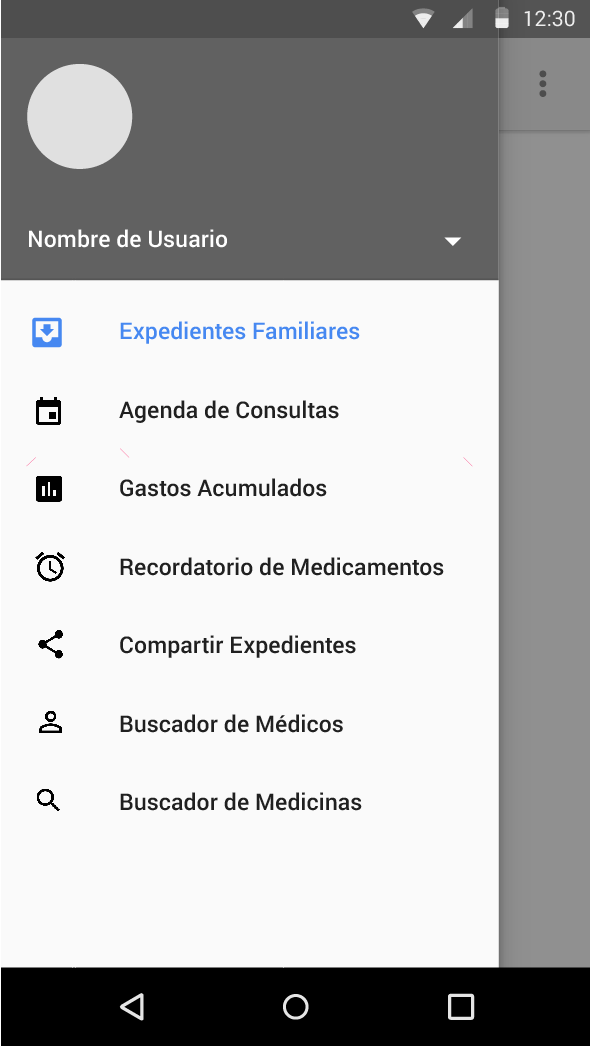 12:30
Nombre de Usuario
Expedientes Familiares
Agenda de Consultas
Gastos Acumulados
Recordatorio de Medicamentos
Compartir Expedientes
Buscador de Médicos
Buscador de Medicinas